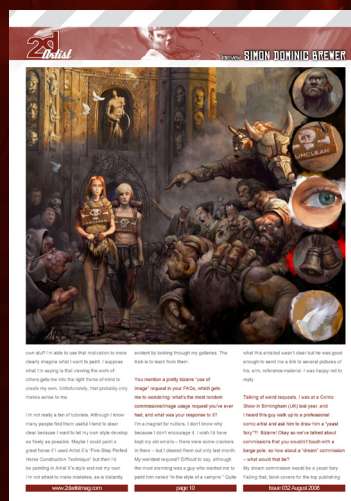 2d Artist
Interview SIMON DOMINIC BREWER
UNCLEAN
own stuff I'm able to use that motivation to more
clearly imagine what I want to paint. I suppose
what I'm saying is that viewing the work of
others gets me into the right frame of mind to
create my own. Unfortunately, that probably only
makes sense to me.
I'm not really a fan of tutorials. Although I know
many people find them useful I tend to steer
clear because I want to let my own style develop
as freely as possible. Maybe I could paint a
great horse if I used Artist X's "Five-Step Perfect
Horse Construction Technique" but then I'd
be painting in Artist X's style and not my own.
I'm not afraid to make mistakes, as is blatantly
evident by looking through my galleries. The
trick is to learn from them.
You mention a pretty bizarre "use of
image" request in your FAQs, which gets
me to wondering: what's the most random
commissions/image usage request you've ever
had, and what was your response to it?
I'm a magnet for nutters. I don't know why
because I don't encourage it. I wish I'd have
kept my old emails – there were some crackers
in there – but I cleared them out only last month.
My weirdest request? Difficult to say, although
the most alarming was a guy who wanted me to
paint him naked "in the style of a vampire." Quite
what this entailed wasn't clear but he was good
enough to send me a link to several pictures of
his, erm, reference material. I was happy not to
reply.
Talking of weird requests, I was at a Comic
Show in Birmingham (UK) last year, and
I heard this guy walk up to a professional
comic artist and ask him to draw him a "yeast
fairy"?! Bizarre! Okay so we've talked about
commissions that you wouldn't touch with a
barge pole, so how about a "dream" commission
– what would that be?
My dream commission would be a yeast fairy.
Failing that, book covers for the top publishing
www.2dartistmag.com
page 10
Issue 032 August 2008